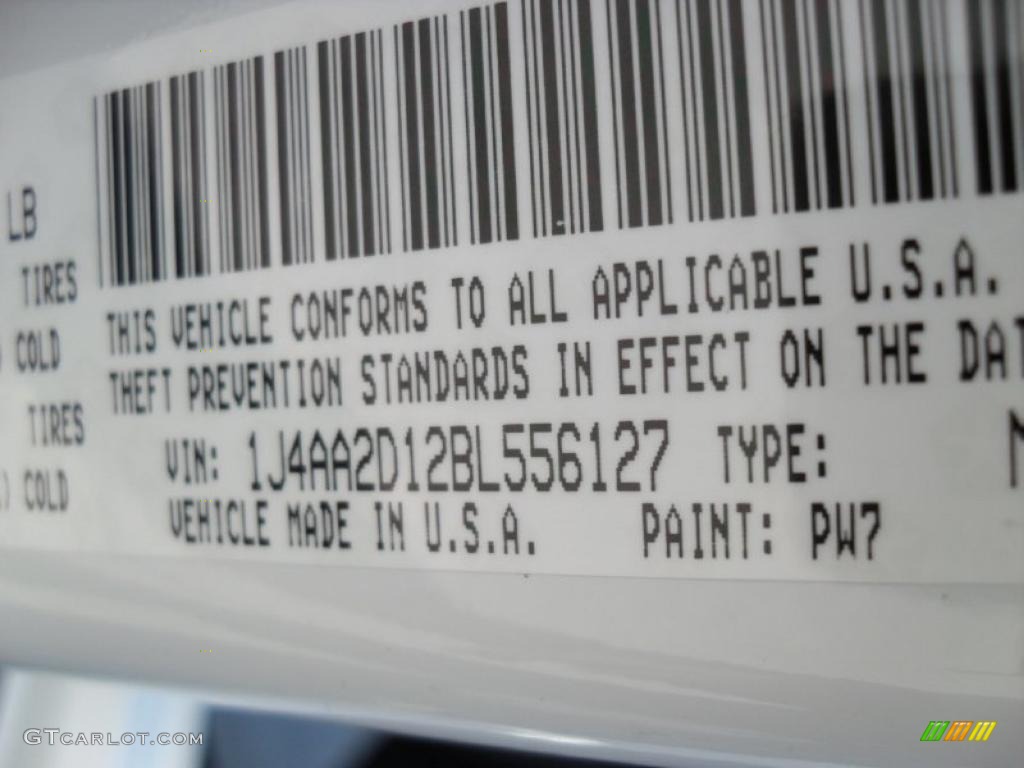 LB
TIRES
COLD
TIRES
) COLD
THIS VEHICLE CONFORMS TO ALL APPLICABLE U.S.A.
THEFT PREVENTION STANDARDS IN EFFECT ON THE DAT
VIN: 1J4AA2D12BL556127 TYPE:
VEHICLE MADE IN U.S.A. PAINT: PW7
GTCARLOT.COM